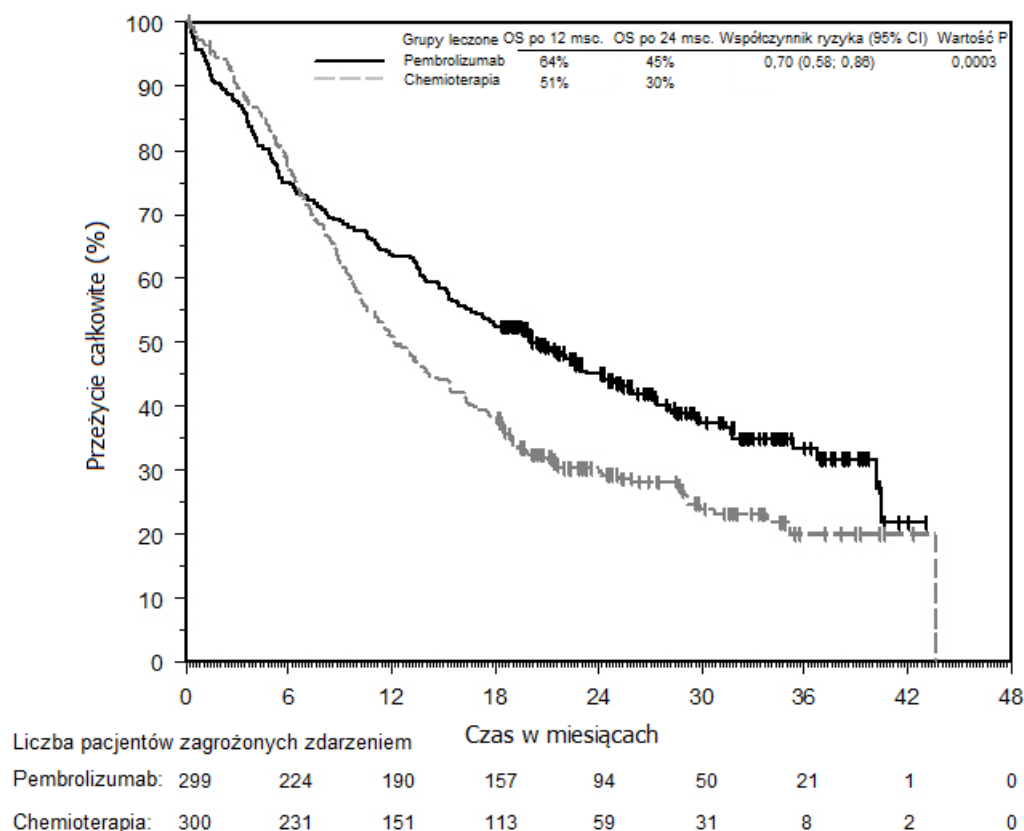 Grupy leczone OS po 12 msc. OS po 24 msc. Współczynnik ryzyka (95% CI) Wartość P
Pembrolizumab 64% 45% 0,70 (0,58; 0,86) 0,0003
Chemioterapia 51% 30%
Przeżycie całkowite (%)
100
90
80
70
60
50
40
30
20
10
0
0 6 12 18 24 30 36 42 48
Czas w miesiącach
Liczba pacjentów zagrożonych zdarzeniem
Pembrolizumab: 299 224 190 157 94 50 21 1 0
Chemioterapia: 300 231 151 113 59 31 8 2 0